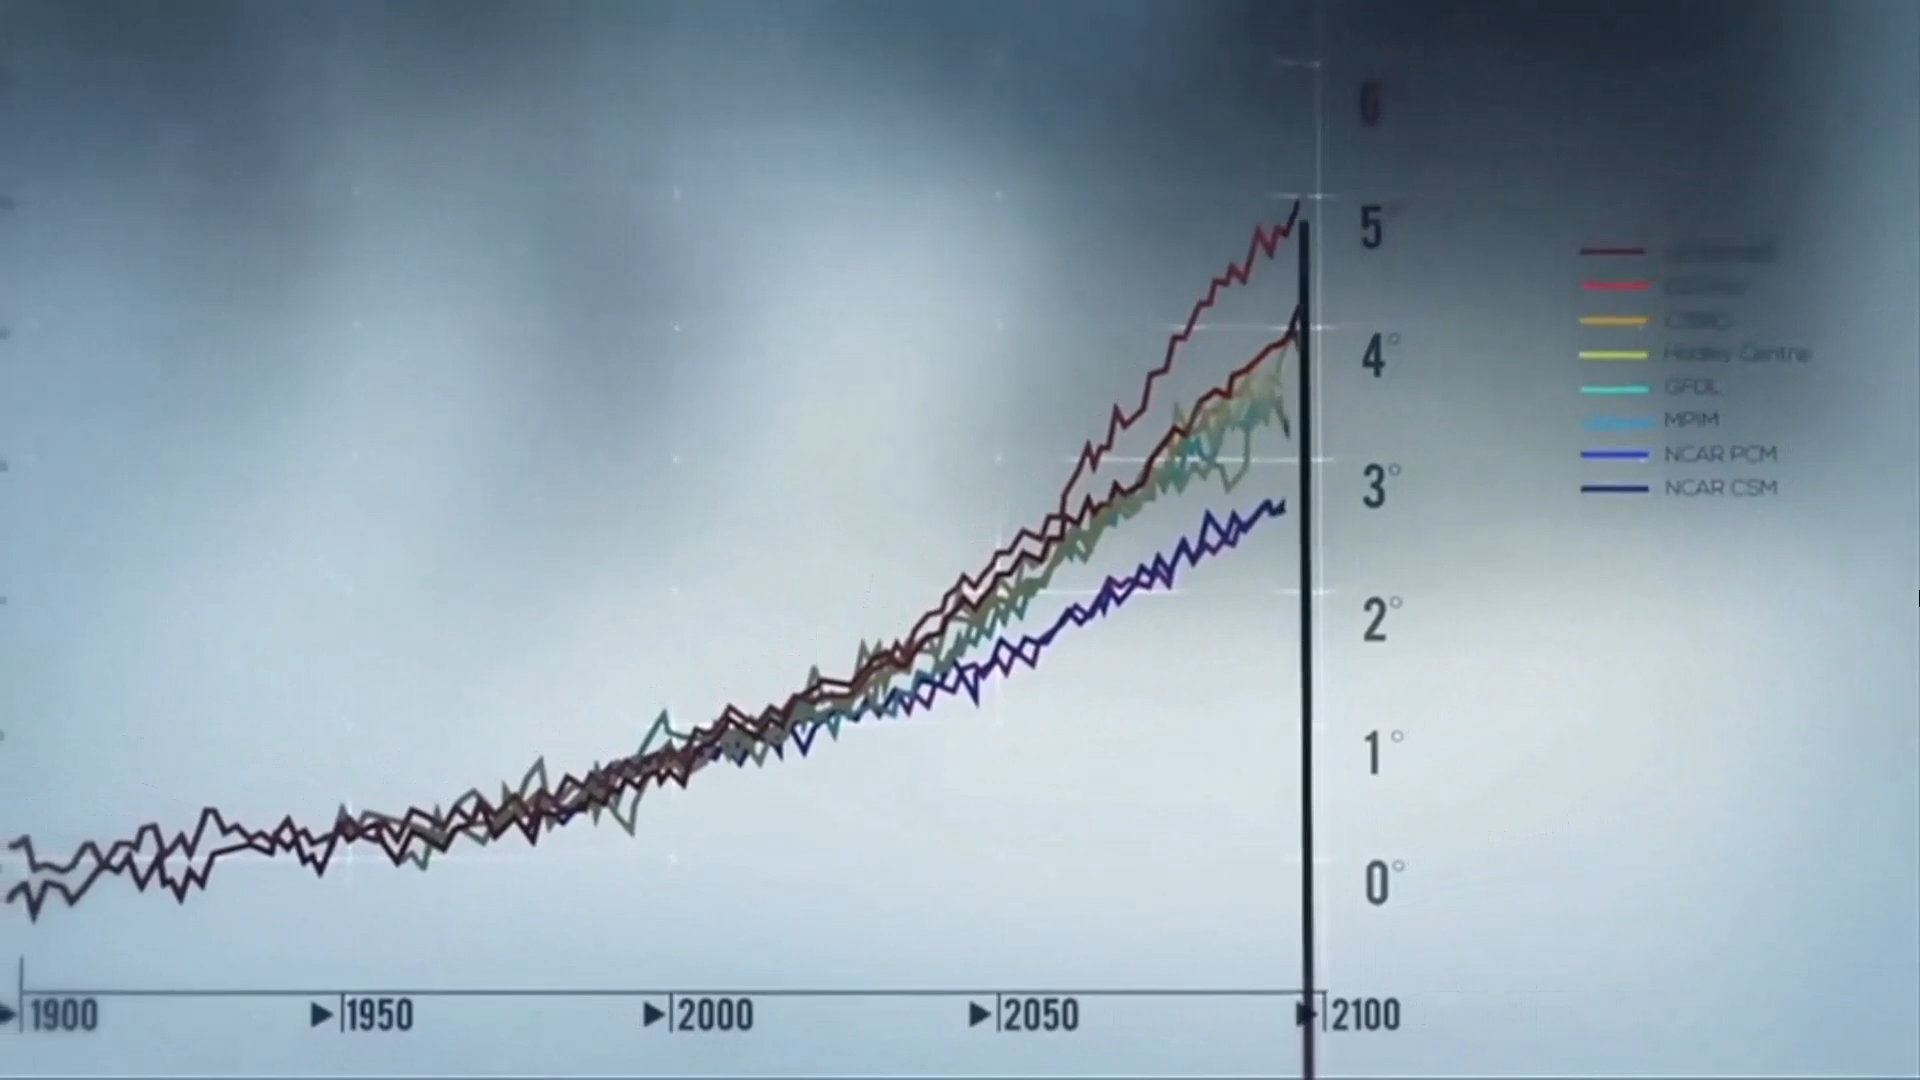 6
5
4°
3°
2°
1°
0°
Hadley Centre
GFDL
MPIM
NCAR PCM
NCAR CSM
1900
1950
2000
2050
2100